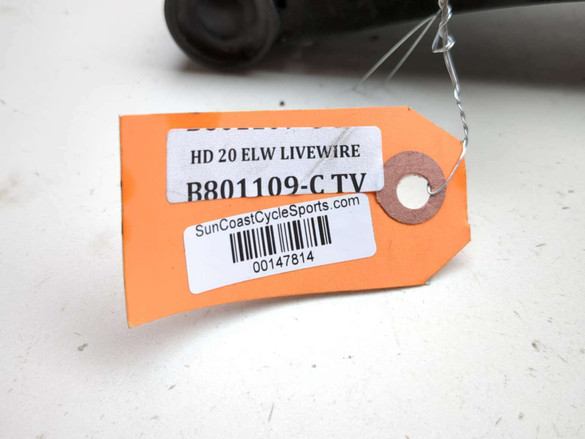 HD 20 ELW LIVEWIRE
B801109-C TV
SunCoastCycleSports.com
00147814